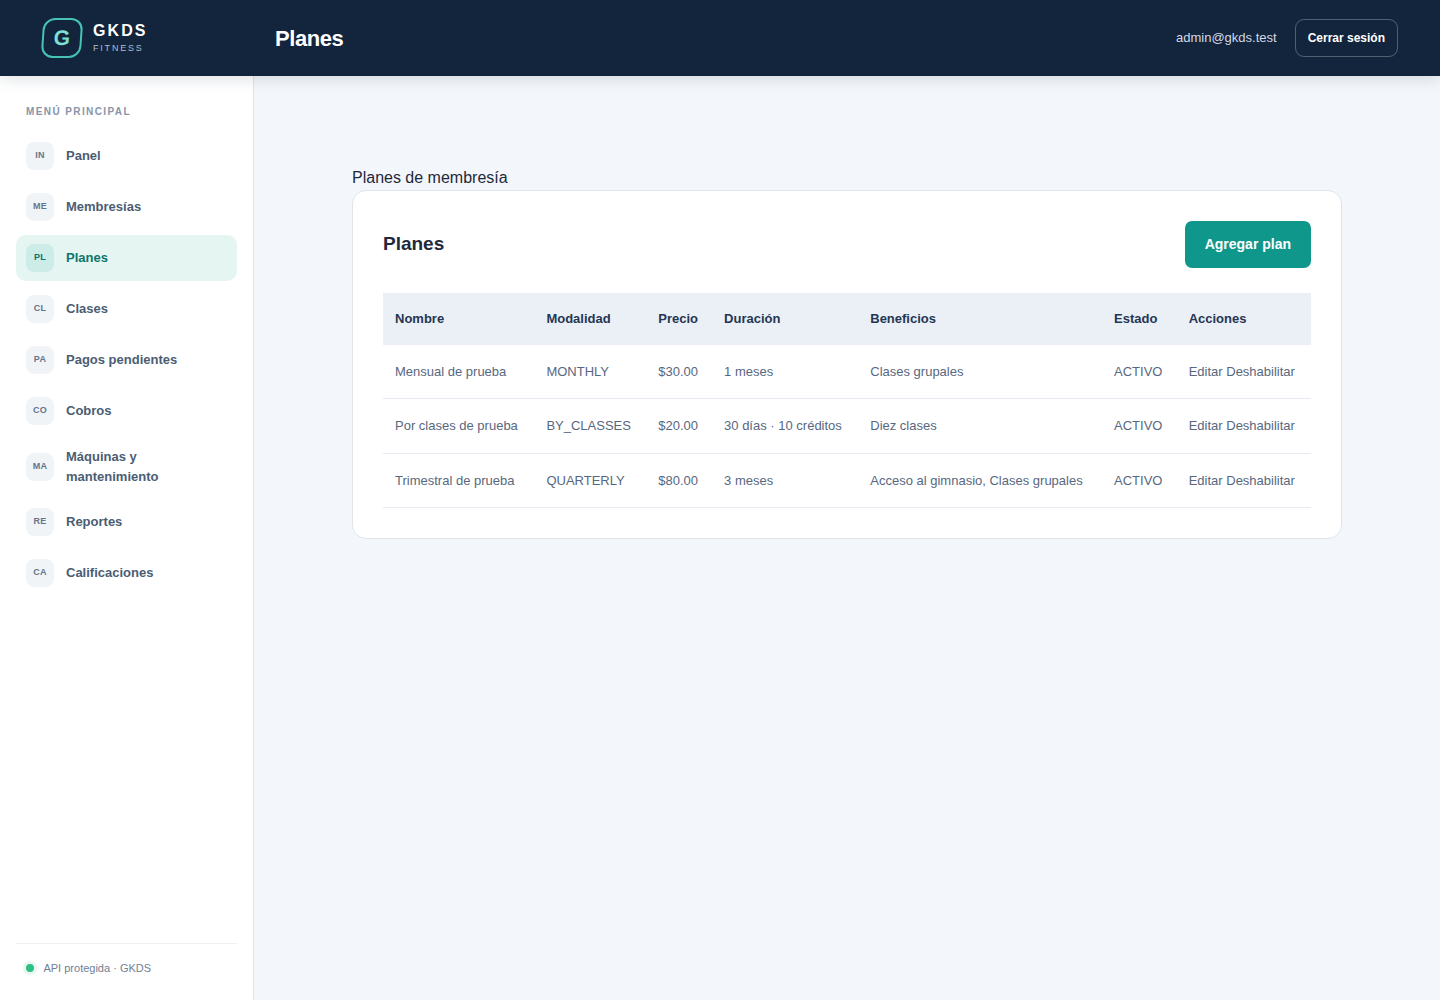 G
GKDS
FITNESS
Planes
admin@gkds.test
Cerrar sesión
MENÚ PRINCIPAL
IN Panel
ME Membresías
PL Planes
CL Clases
PA Pagos pendientes
CO Cobros
MA Máquinas y
mantenimiento
RE Reportes
CA Calificaciones
API protegida · GKDS
Planes de membresía
Planes
Agregar plan
Nombre Modalidad Precio Duración Beneficios Estado Acciones
Mensual de prueba MONTHLY $30.00 1 meses Clases grupales ACTIVO Editar Deshabilitar
Por clases de prueba BY_CLASSES $20.00 30 días · 10 créditos Diez clases ACTIVO Editar Deshabilitar
Trimestral de prueba QUARTERLY $80.00 3 meses Acceso al gimnasio, Clases grupales ACTIVO Editar Deshabilitar